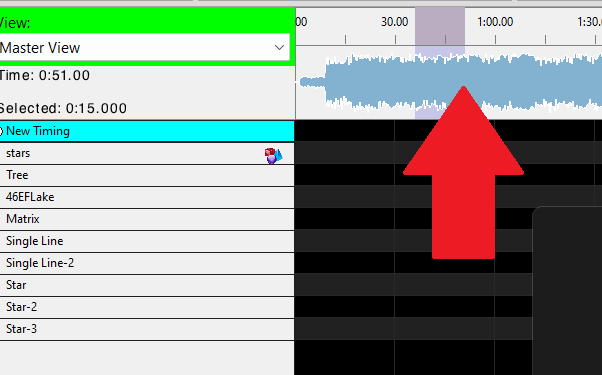 View:
Master View
Time: 0:51.00
Selected: 0:15.000
:00 30.00 1:00.00 1:30.
New Timing
stars
Tree
46EFLake
Matrix
Single Line
Single Line-2
Star
Star-2
Star-3